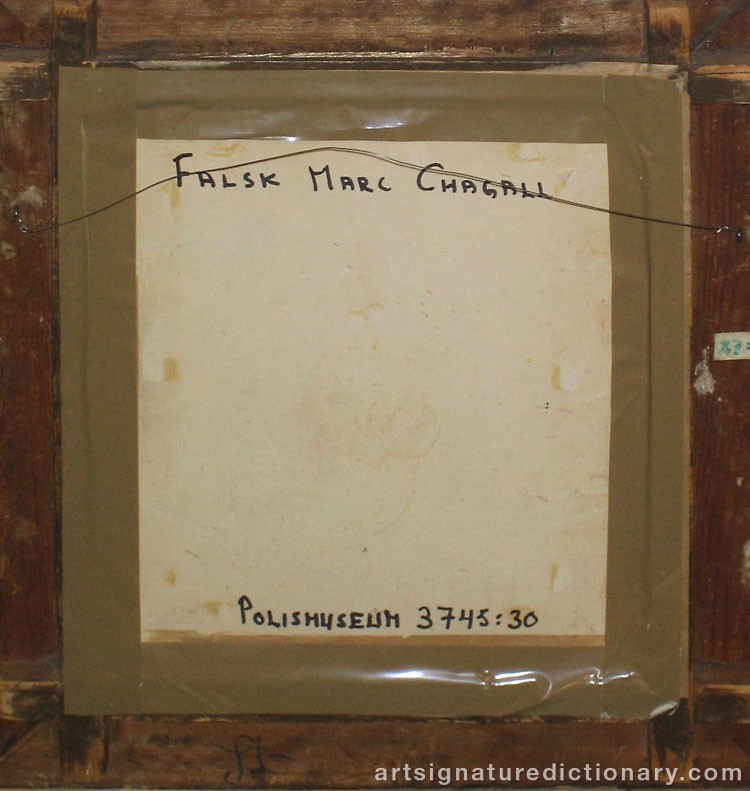 FALSK MARC CHAGALL
POLISMUSEUM 3745:30
artsignaturedictionary.com